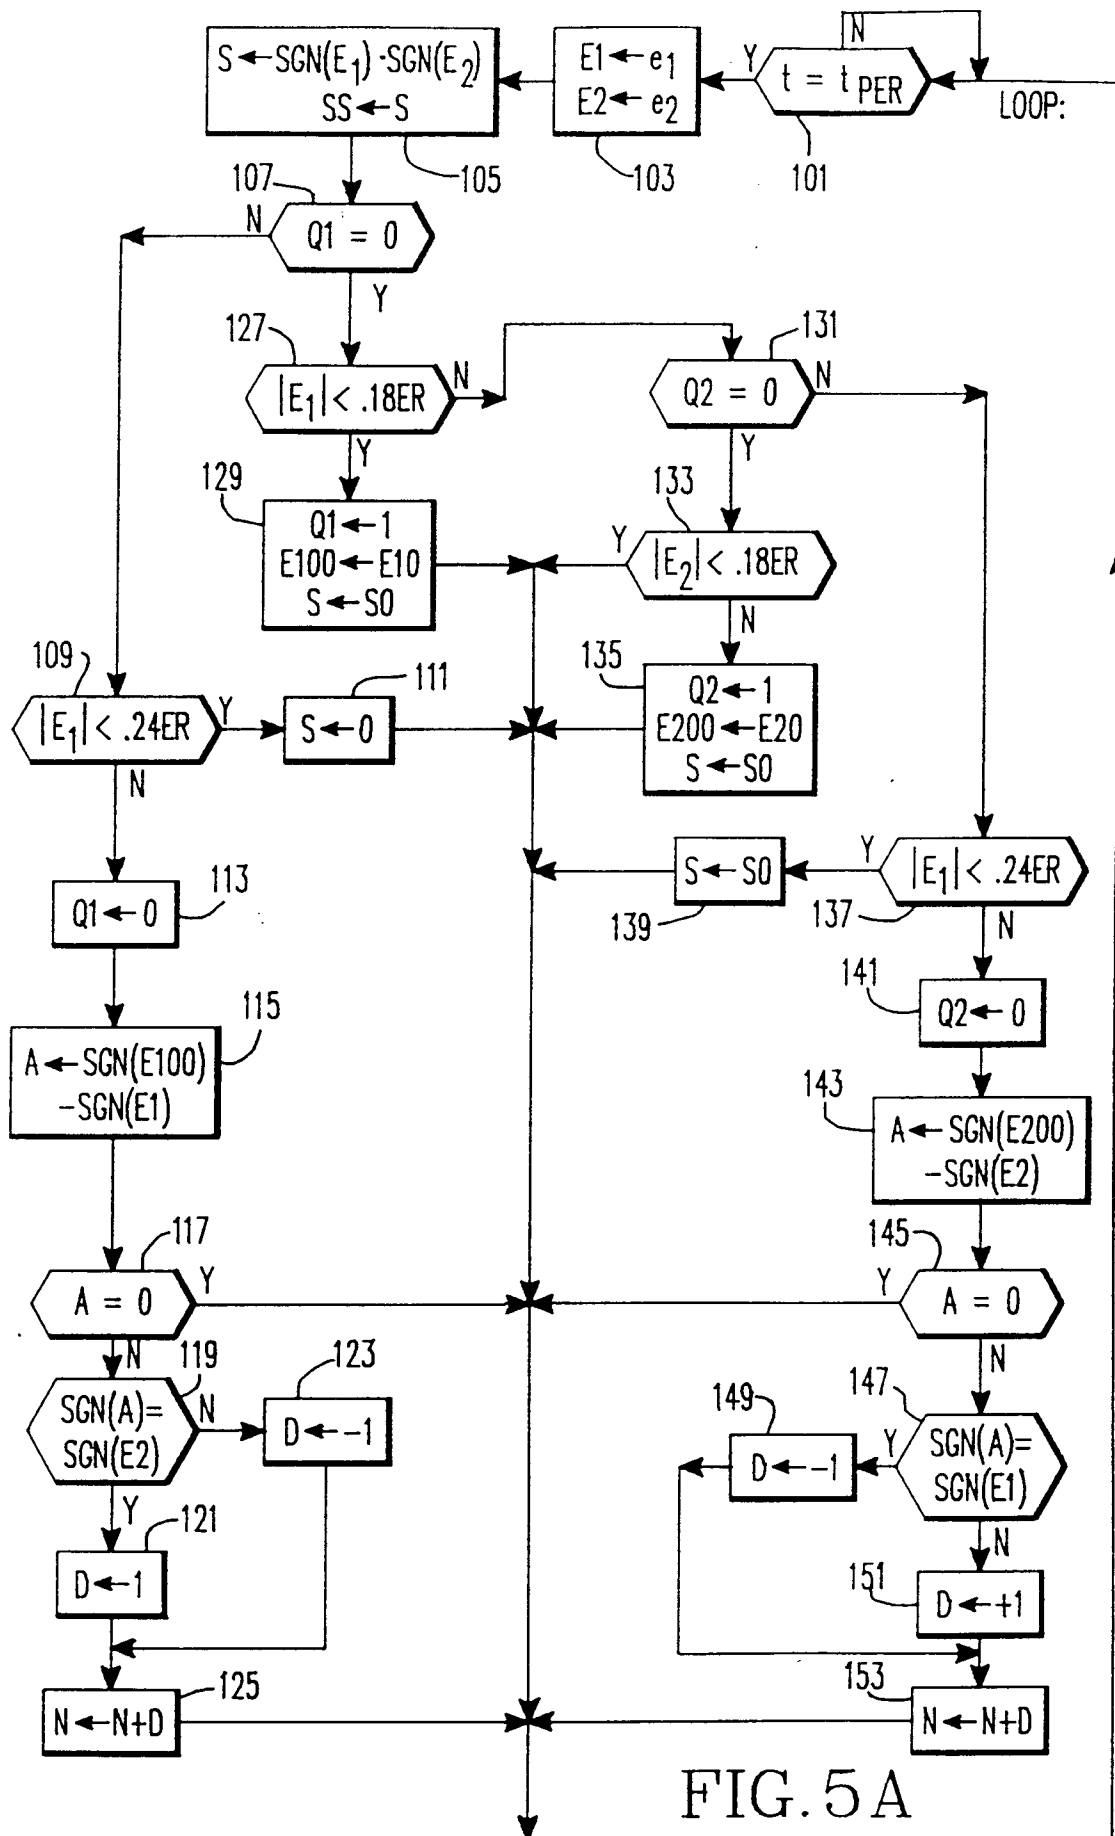 N
Y
t = tPER
LOOP:
101
E1←e1
E2←e2
103
S←SGN(E1)·SGN(E2)
SS←S
105
107
N
Q1 = 0
Y
127
|E1|< .18ER
N
Y
131
Q2 = 0
N
Y
129
Q1←1
E100←E10
S←S0
133
Y
|E2|< .18ER
N
109
|E1|< .24ER
Y
N
111
S←0
135
Q2←1
E200←E20
S←S0
113
Q1←0
139
S←S0
Y
|E1|< .24ER
137
N
141
Q2←0
115
A←SGN(E100)
-SGN(E1)
143
A←SGN(E200)
-SGN(E2)
117
A = 0
Y
N
145
Y
A = 0
N
119
SGN(A)=
SGN(E2)
N
Y
123
D←-1
147
SGN(A)=
SGN(E1)
Y
N
149
D←-1
121
D←1
151
D←+1
125
N←N+D
153
N←N+D
FIG. 5A